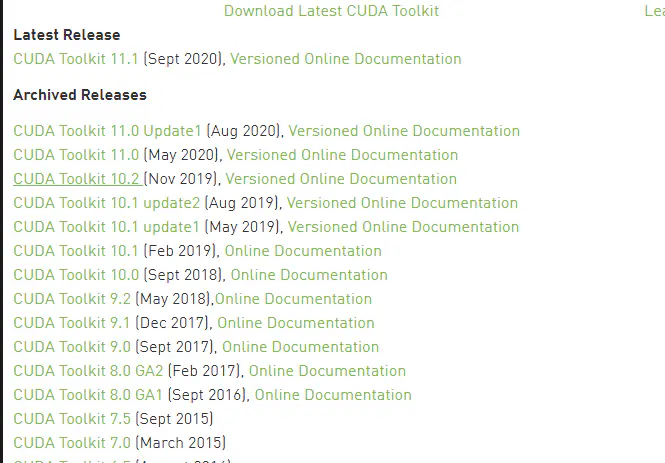 Download Latest CUDA Toolkit
Latest Release
CUDA Toolkit 11.1 (Sept 2020), Versioned Online Documentation
Archived Releases
CUDA Toolkit 11.0 Update1 (Aug 2020), Versioned Online Documentation
CUDA Toolkit 11.0 (May 2020), Versioned Online Documentation
CUDA Toolkit 10.2 (Nov 2019), Versioned Online Documentation
CUDA Toolkit 10.1 update2 (Aug 2019), Versioned Online Documentation
CUDA Toolkit 10.1 update1 (May 2019), Versioned Online Documentation
CUDA Toolkit 10.1 (Feb 2019), Online Documentation
CUDA Toolkit 10.0 (Sept 2018), Online Documentation
CUDA Toolkit 9.2 (May 2018),Online Documentation
CUDA Toolkit 9.1 (Dec 2017), Online Documentation
CUDA Toolkit 9.0 (Sept 2017), Online Documentation
CUDA Toolkit 8.0 GA2 (Feb 2017), Online Documentation
CUDA Toolkit 8.0 GA1 (Sept 2016), Online Documentation
CUDA Toolkit 7.5 (Sept 2015)
CUDA Toolkit 7.0 (March 2015)